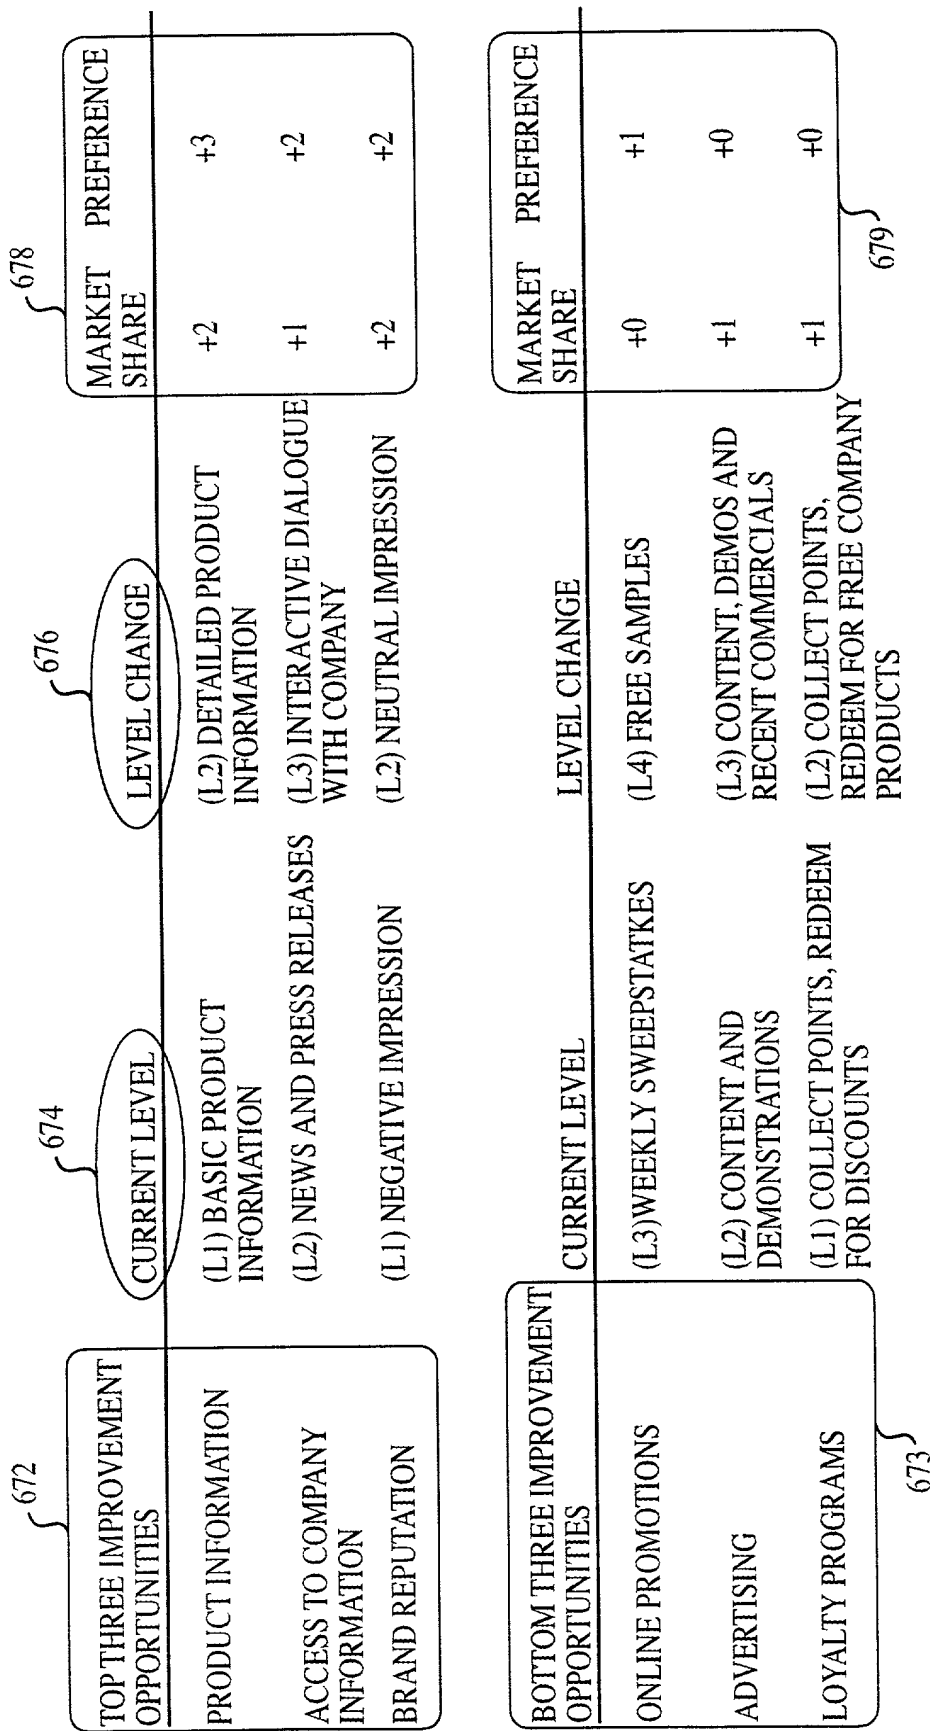 672
674
676
678
TOP THREE IMPROVEMENT
OPPORTUNITIES
CURRENT LEVEL
LEVEL CHANGE
MARKET
SHARE
PREFERENCE
PRODUCT INFORMATION
(L1) BASIC PRODUCT
INFORMATION
(L2) DETAILED PRODUCT
INFORMATION
+2
+3
ACCESS TO COMPANY
INFORMATION
(L2) NEWS AND PRESS RELEASES
(L3) INTERACTIVE DIALOGUE
WITH COMPANY
+1
+2
BRAND REPUTATION
(L1) NEGATIVE IMPRESSION
(L2) NEUTRAL IMPRESSION
+2
+2
BOTTOM THREE IMPROVEMENT
OPPORTUNITIES
CURRENT LEVEL
LEVEL CHANGE
MARKET
SHARE
PREFERENCE
ONLINE PROMOTIONS
(L3)WEEKLY SWEEPSTATKES
(L4) FREE SAMPLES
+0
+1
ADVERTISING
(L2) CONTENT AND
DEMONSTRATIONS
(L3) CONTENT, DEMOS AND
RECENT COMMERCIALS
+1
+0
LOYALTY PROGRAMS
(L1) COLLECT POINTS, REDEEM
FOR DISCOUNTS
(L2) COLLECT POINTS,
REDEEM FOR FREE COMPANY
PRODUCTS
+1
+0
673
679